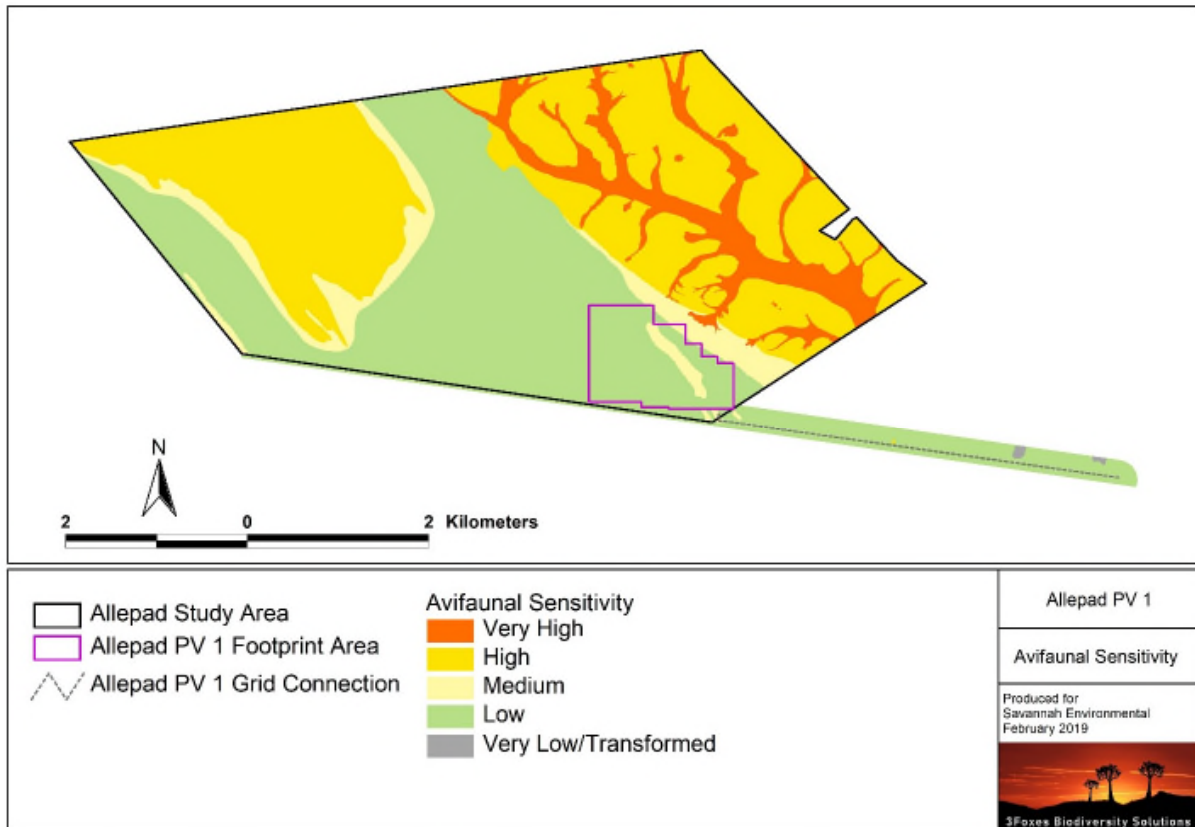 N
2 0 2 Kilometers
Allepad Study Area
Allepad PV 1 Footprint Area
Allepad PV 1 Grid Connection
Avifaunal Sensitivity
Very High
High
Medium
Low
Very Low/Transformed
Allepad PV 1
Avifaunal Sensitivity
Produced for
Savannah Environmental
February 2019
3Foxes Biodiversity Solutions